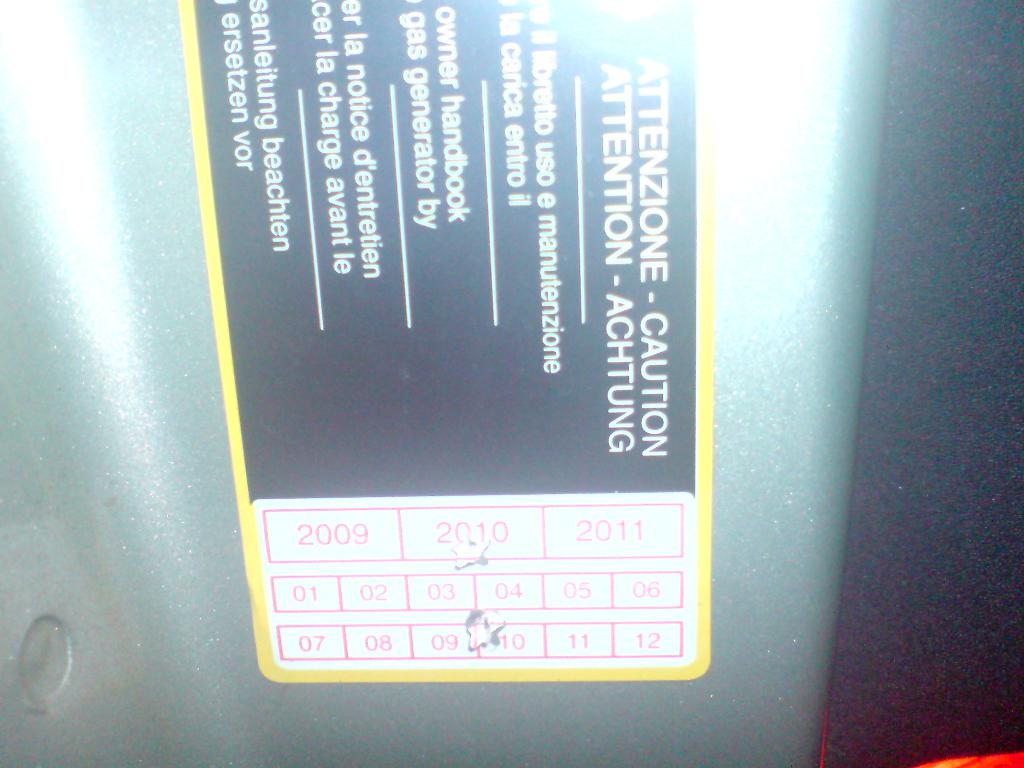 ATTENZIONE - CAUTION
ATTENTION - ACHTUNG
il libretto uso e manutenzione
la carica entro il
owner handbook
gas generator by
la notice d'entretien
la charge avant le
beachten
ersetzen vor
2009 2010 2011
01 02 03 04 05 06
07 08 09 10 11 12